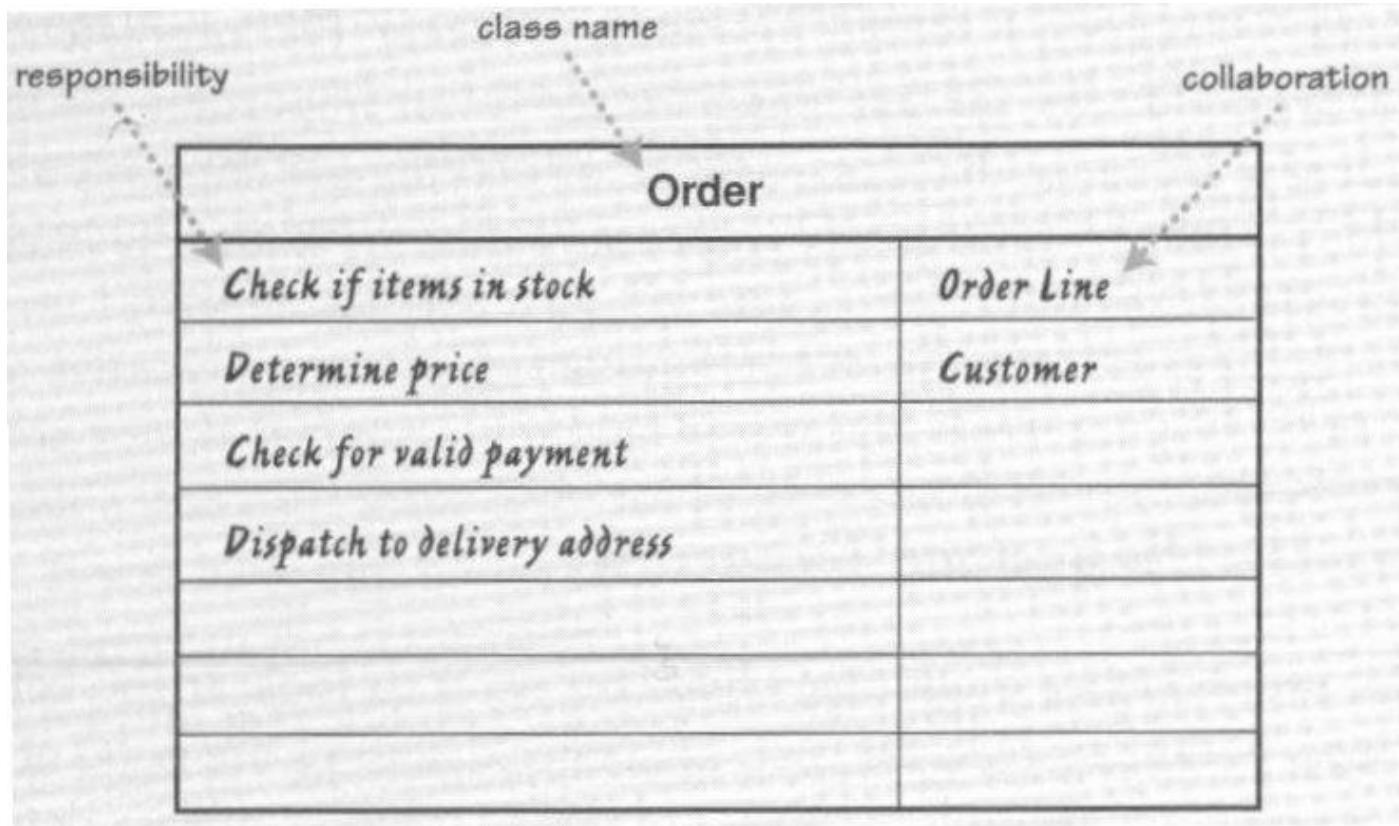 class name
responsibility
collaboration
Order
Check if items in stock
Order Line
Determine price
Customer
Check for valid payment
Dispatch to delivery address